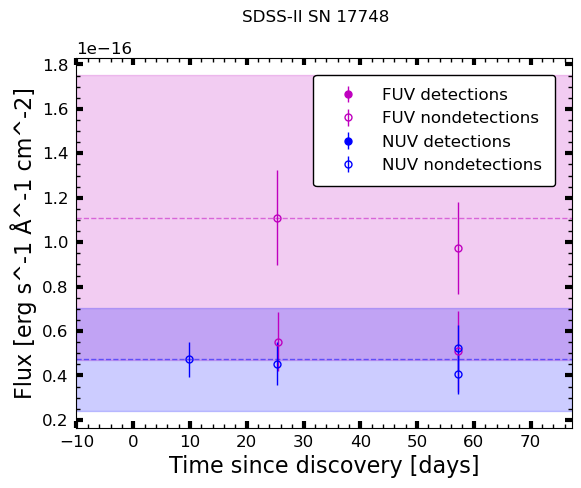 SDSS-II SN 17748
1e−16
1.8
1.6
1.4
1.2
1.0
0.8
0.6
0.4
0.2
Flux [erg s^-1 Å^-1 cm^-2]
FUV detections
FUV nondetections
NUV detections
NUV nondetections
−10 0 10 20 30 40 50 60 70
Time since discovery [days]